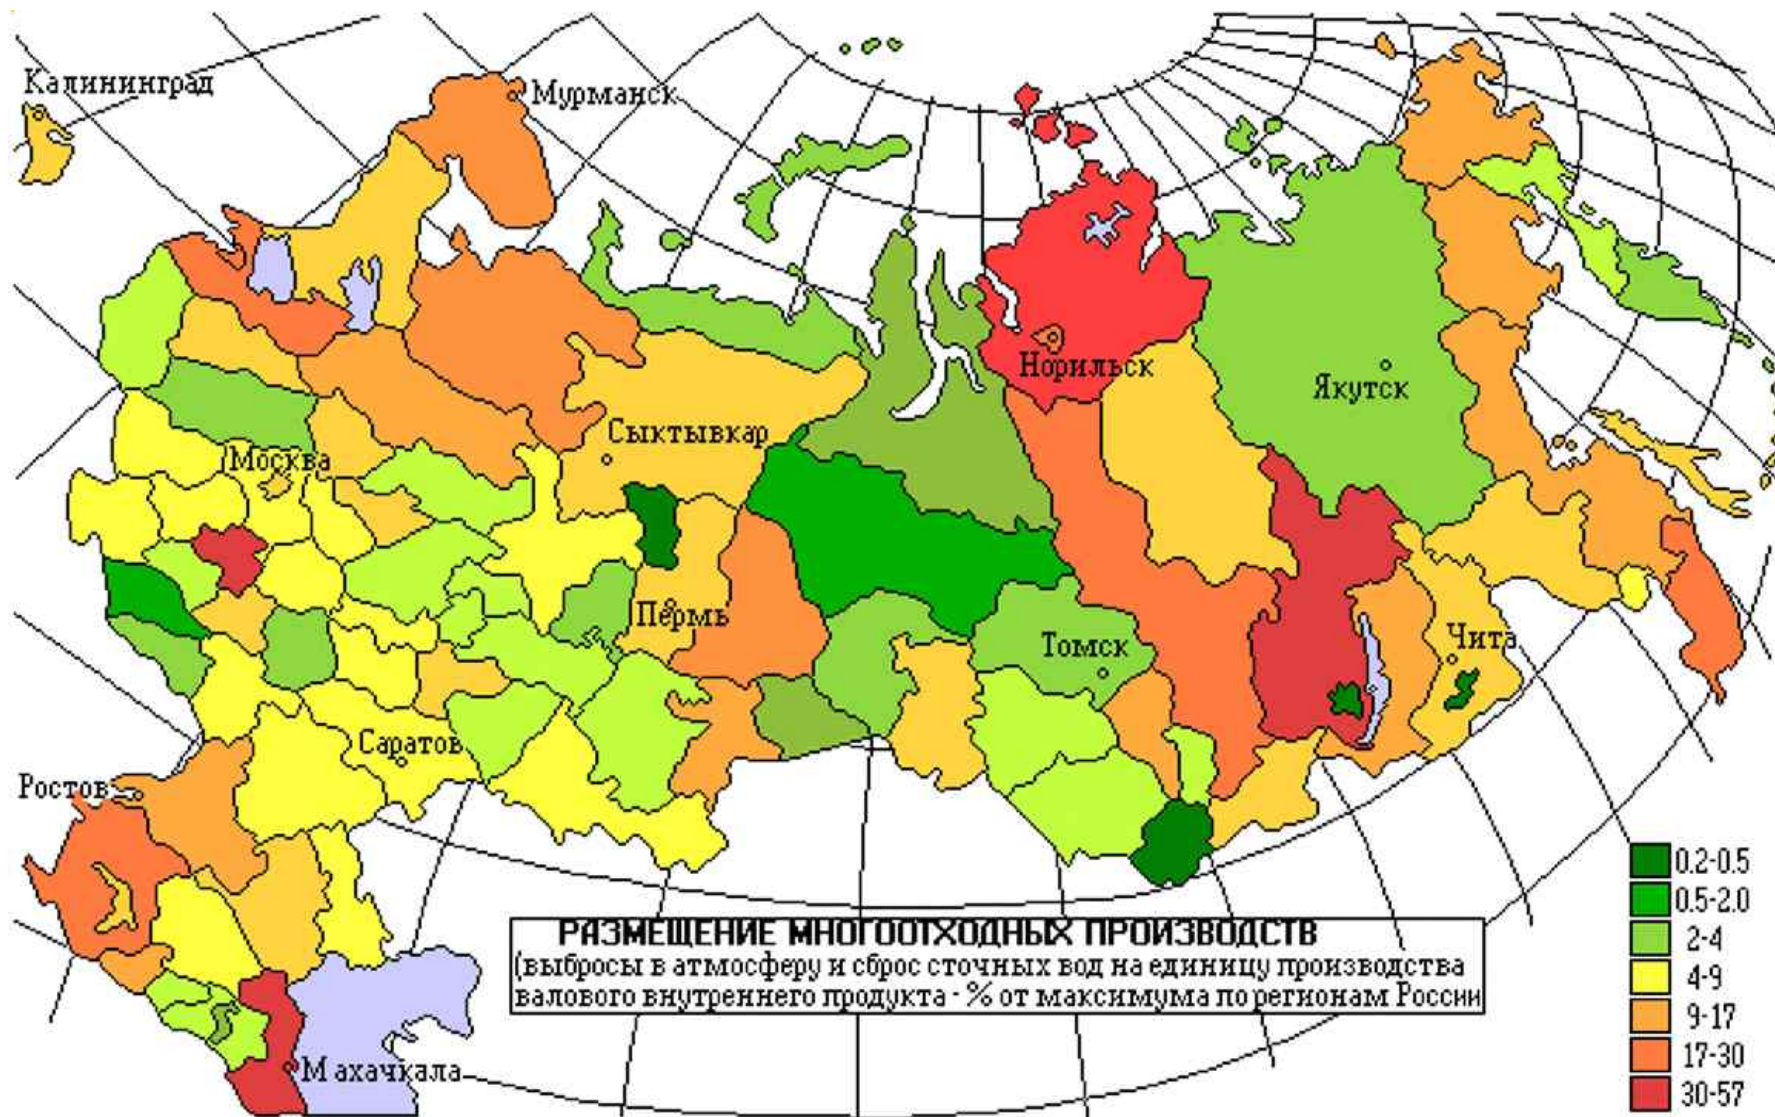 Калининград
Мурманск
Норильск
Якутск
Сыктывкар
Москва
Пермь
Томск
Чита
Саратов
Ростов
Махачкала
РАЗМЕЩЕНИЕ МНОГООТХОДНЫХ ПРОИЗВОДСТВ
(выбросы в атмосферу и сброс сточных вод на единицу производства
валового внутреннего продукта - % от максимума по регионам России
0.2-0.5
0.5-2.0
2-4
4-9
9-17
17-30
30-57